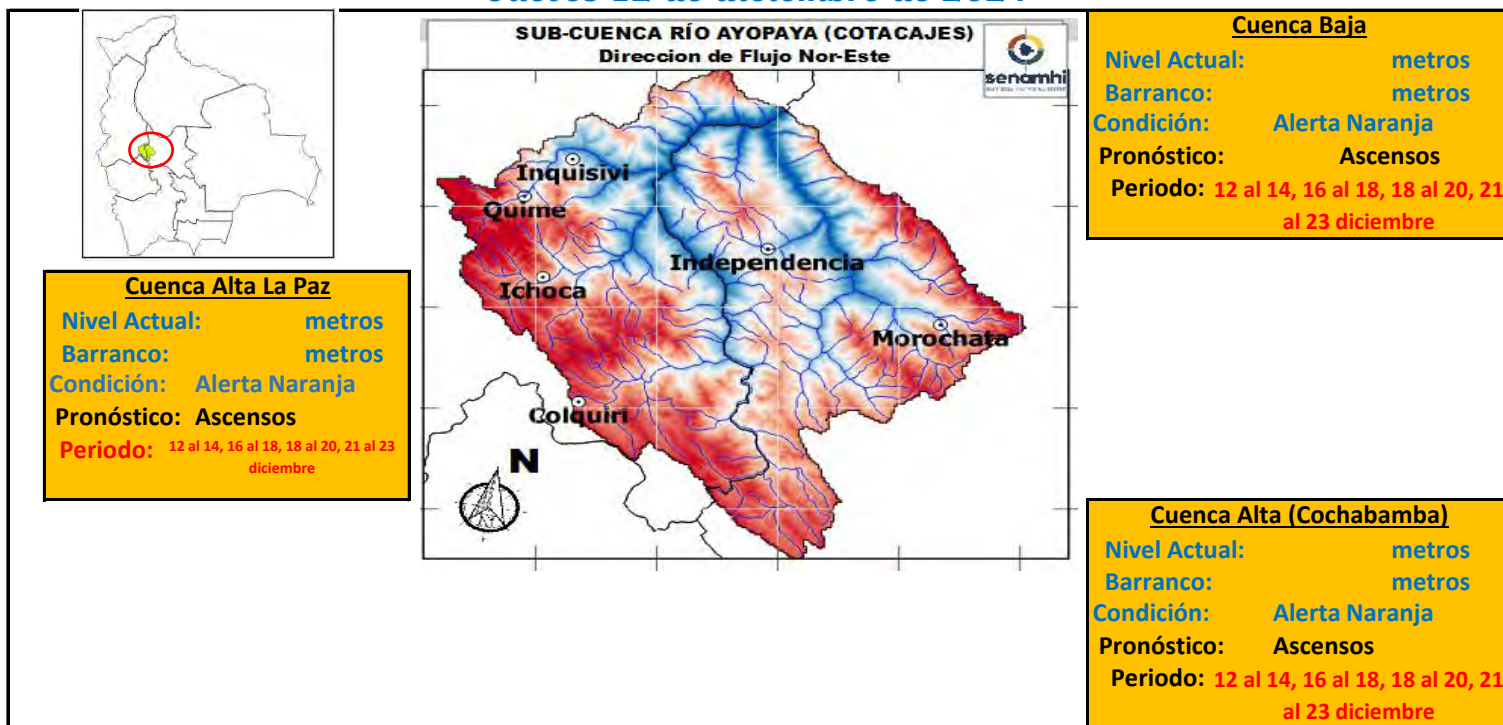 SUB-CUENCA RÍO AYOPAYA (COTACAJES)
Direccion de Flujo Nor-Este
senamhi
Inquisivi
Quime
Independencia
Ichoca
Morochata
Colquiri
N
Cuenca Baja
Nivel Actual: metros
Barranco: metros
Condición: Alerta Naranja
Pronóstico: Ascensos
Periodo: 12 al 14, 16 al 18, 18 al 20, 21
al 23 diciembre
Cuenca Alta La Paz
Nivel Actual: metros
Barranco: metros
Condición: Alerta Naranja
Pronóstico: Ascensos
Periodo: 12 al 14, 16 al 18, 18 al 20, 21 al 23
diciembre
Cuenca Alta (Cochabamba)
Nivel Actual: metros
Barranco: metros
Condición: Alerta Naranja
Pronóstico: Ascensos
Periodo: 12 al 14, 16 al 18, 18 al 20, 21
al 23 diciembre